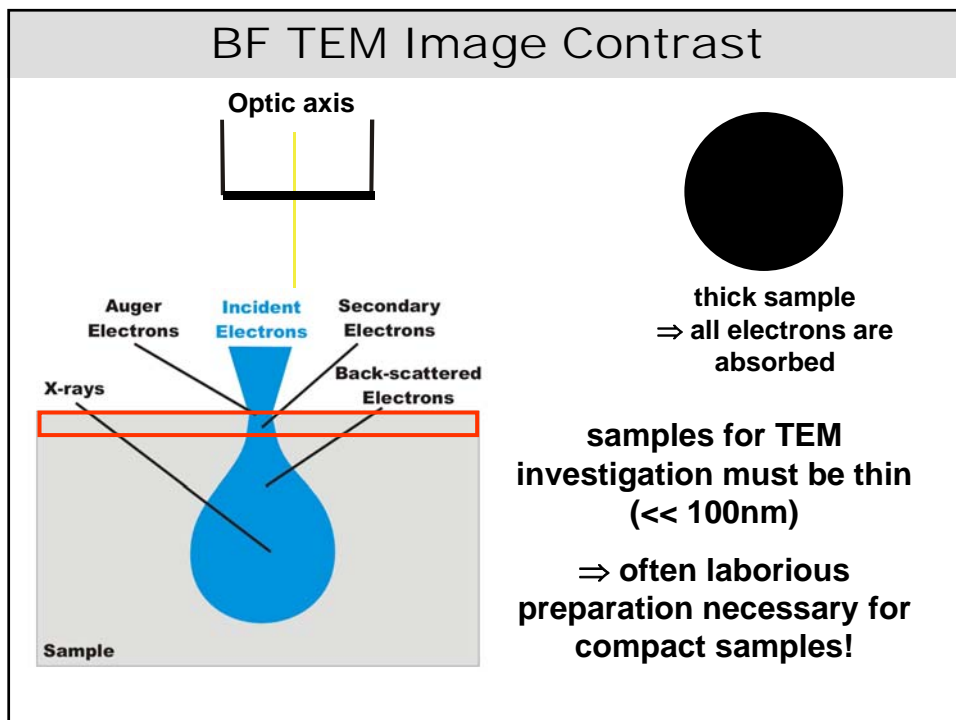 BF TEM Image Contrast
Optic axis
Auger
Electrons
Incident
Electrons
Secondary
Electrons
X-rays
Back-scattered
Electrons
Sample
thick sample
⇒ all electrons are
absorbed
samples for TEM
investigation must be thin
(<< 100nm)
⇒ often laborious
preparation necessary for
compact samples!